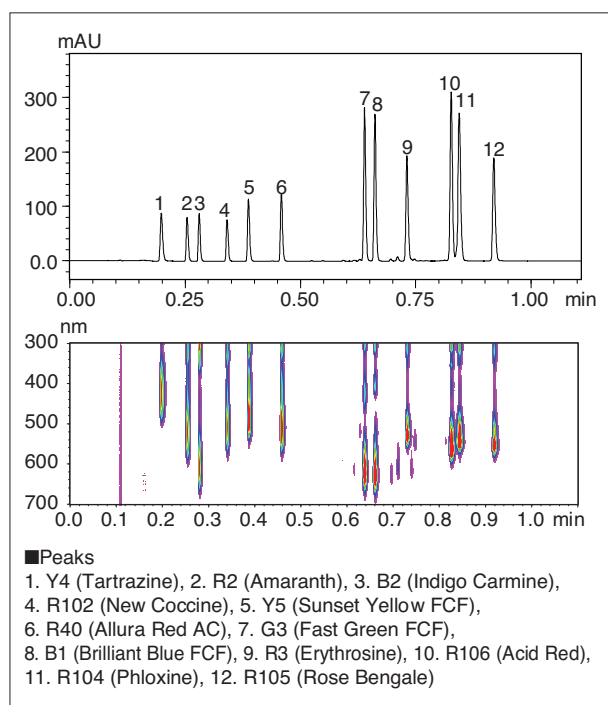 mAU
300
200
100
0.0
1 2 3 4 5 6 7 8 9 10 11 12
0.00 0.25 0.50 0.75 1.00 min
nm
300
400
500
600
700
0.0 0.1 0.2 0.3 0.4 0.5 0.6 0.7 0.8 0.9 1.0 min
■Peaks
1. Y4 (Tartrazine), 2. R2 (Amaranth), 3. B2 (Indigo Carmine),
4. R102 (New Coccine), 5. Y5 (Sunset Yellow FCF),
6. R40 (Allura Red AC), 7. G3 (Fast Green FCF),
8. B1 (Brilliant Blue FCF), 9. R3 (Erythrosine), 10. R106 (Acid Red),
11. R104 (Phloxine), 12. R105 (Rose Bengale)